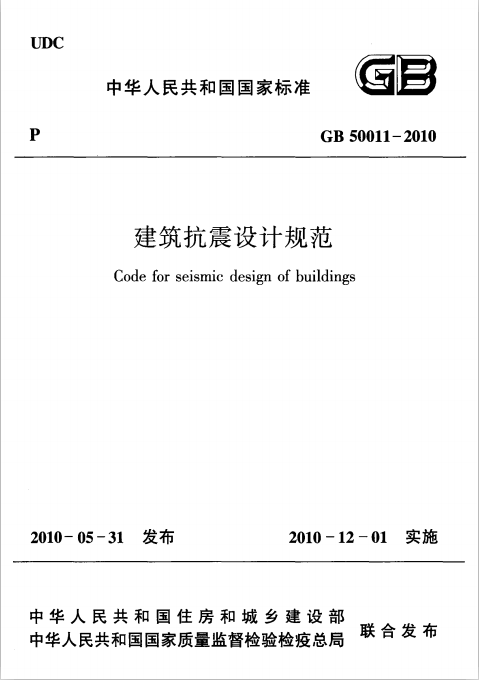 UDC
中华人民共和国国家标准
GB
P
GB 50011-2010
建筑抗震设计规范
Code for seismic design of buildings
2010-05-31 发布
2010-12-01 实施
中华人民共和国住房和城乡建设部
中华人民共和国国家质量监督检验检疫总局
联合发布